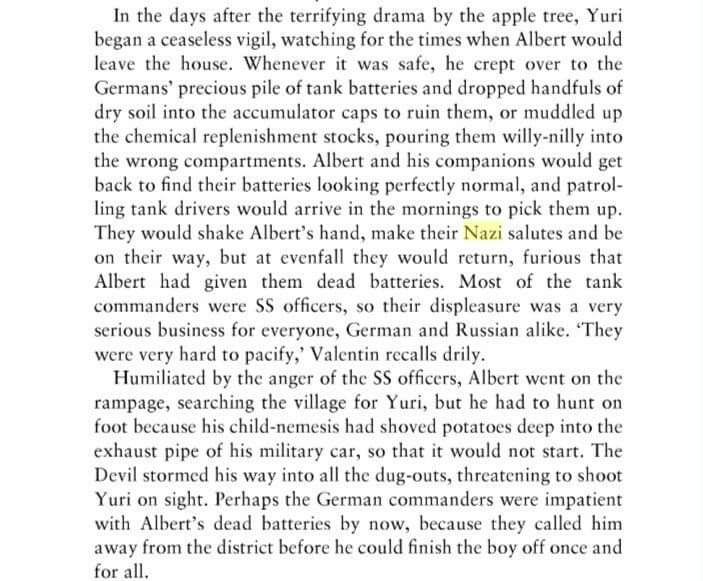 In the days after the terrifying drama by the apple tree, Yuri
began a ceaseless vigil, watching for the times when Albert would
leave the house. Whenever it was safe, he crept over to the
Germans’ precious pile of tank batteries and dropped handfuls of
dry soil into the accumulator caps to ruin them, or muddled up
the chemical replenishment stocks, pouring them willy-nilly into
the wrong compartments. Albert and his companions would get
back to find their batteries looking perfectly normal, and patrol-
ling tank drivers would arrive in the mornings to pick them up.
They would shake Albert’s hand, make their Nazi salutes and be
on their way, but at evenfall they would return, furious that
Albert had given them dead batteries. Most of the tank
commanders were SS officers, so their displeasure was a very
serious business for everyone, German and Russian alike. ‘They
were very hard to pacify,’ Valentin recalls drily.
Humiliated by the anger of the SS officers, Albert went on the
rampage, searching the village for Yuri, but he had to hunt on
foot because his child-nemesis had shoved potatoes deep into the
exhaust pipe of his military car, so that it would not start. The
Devil stormed his way into all the dug-outs, threatening to shoot
Yuri on sight. Perhaps the German commanders were impatient
with Albert’s dead batteries by now, because they called him
away from the district before he could finish the boy off once and
for all.